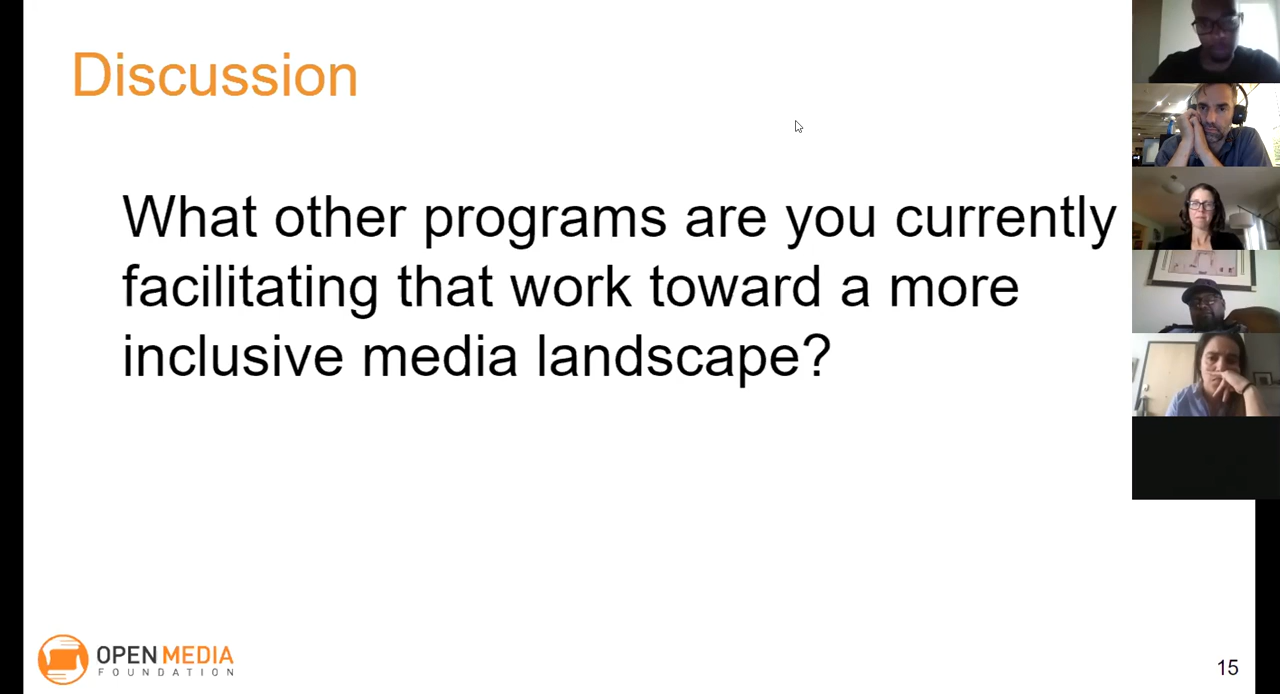 Discussion
What other programs are you currently
facilitating that work toward a more
inclusive media landscape?
OPEN MEDIA
FOUNDATION
15